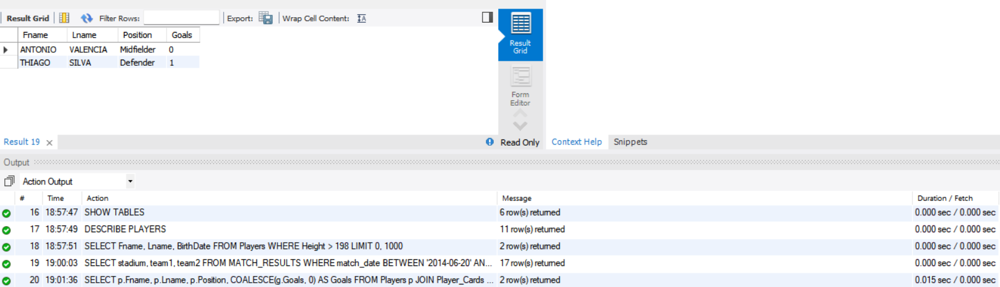 Result Grid Filter Rows: Export: Wrap Cell Content:
Fname Lname Position Goals
ANTONIO VALENCIA Midfielder 0
THIAGO SILVA Defender 1
Result
Grid
Form
Editor
Result 19 Read Only Context Help Snippets
Output
Action Output
# Time Action Message Duration / Fetch
16 18:57:47 SHOW TABLES 6 row(s) returned 0.000 sec / 0.000 sec
17 18:57:49 DESCRIBE PLAYERS 11 row(s) returned 0.000 sec / 0.000 sec
18 18:57:51 SELECT Fname, Lname, BirthDate FROM Players WHERE Height > 198 LIMIT 0, 1000 2 row(s) returned 0.000 sec / 0.000 sec
19 19:00:03 SELECT stadium, team1, team2 FROM MATCH_RESULTS WHERE match_date BETWEEN '2014-06-20' AN... 17 row(s) returned 0.000 sec / 0.000 sec
20 19:01:36 SELECT p.Fname, p.Lname, p.Position, COALESCE(g.Goals, 0) AS Goals FROM Players p JOIN Player_Cards ... 2 row(s) returned 0.015 sec / 0.000 sec